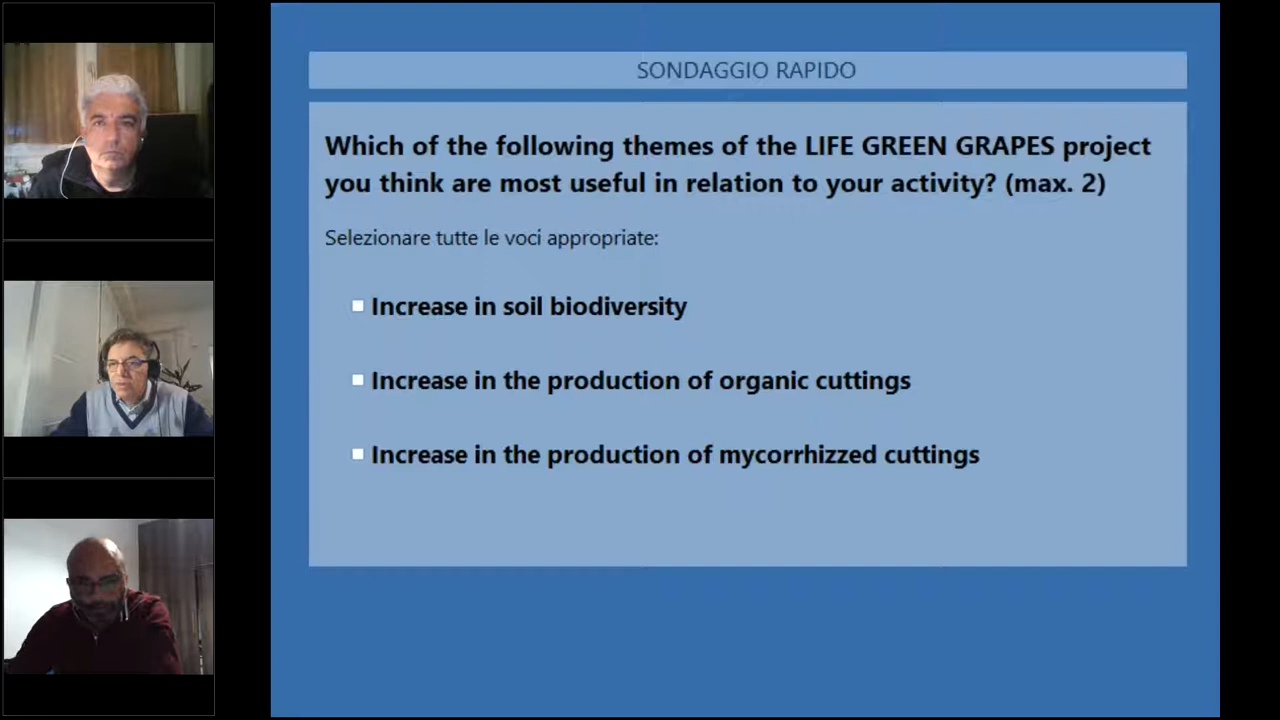 SONDAGGIO RAPIDO
Which of the following themes of the LIFE GREEN GRAPES project
you think are most useful in relation to your activity? (max. 2)
Selezionare tutte le voci appropriate:
Increase in soil biodiversity
Increase in the production of organic cuttings
Increase in the production of mycorrhizzed cuttings